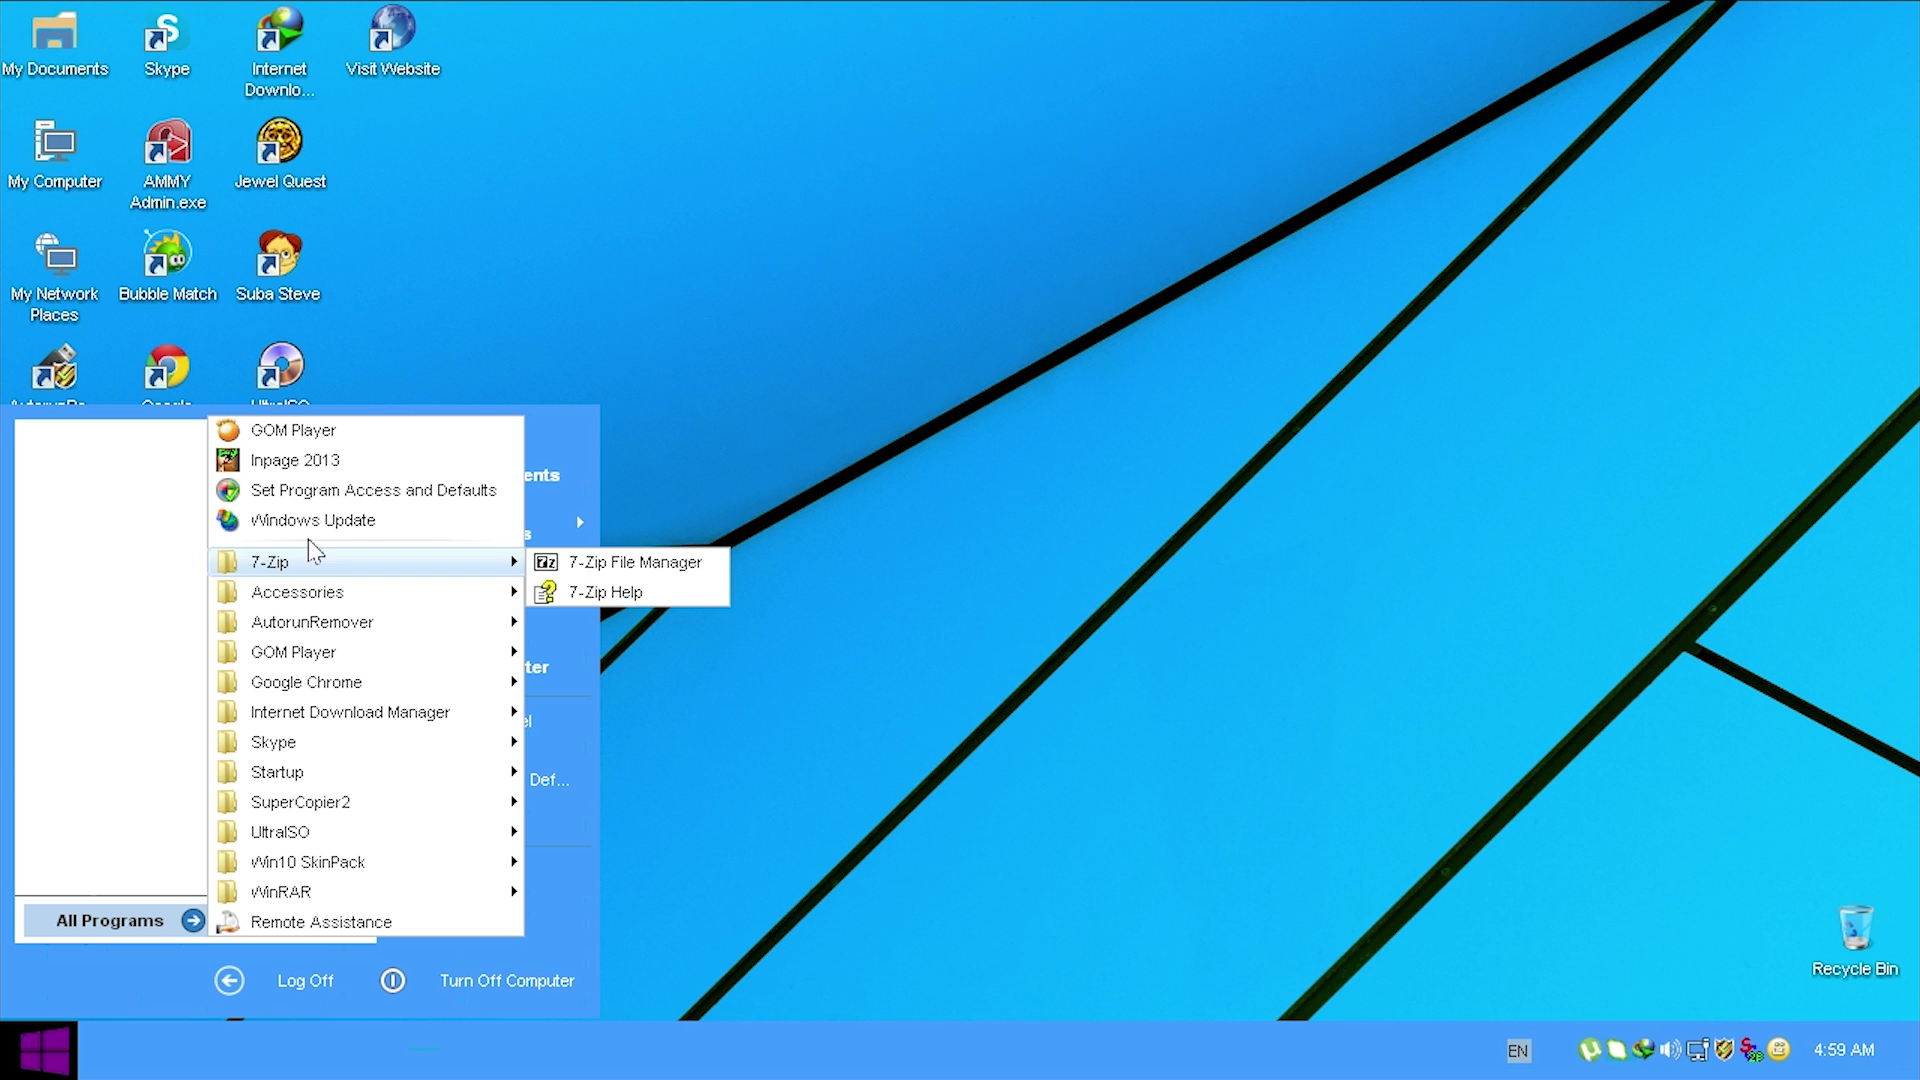 My Documents
Skype
Internet
Downlo...
Visit Website
My Computer
AMMY
Admin.exe
Jewel Quest
My Network
Places
Bubble Match
Suba Steve
UltraISO
GOM Player
Inpage 2013
Set Program Access and Defaults
Windows Update
7-Zip
Accessories
AutorunRemover
GOM Player
Google Chrome
Internet Download Manager
Skype
Startup
SuperCopier2
UltraISO
Win10 SkinPack
WinRAR
Remote Assistance
7-Zip File Manager
7-Zip Help
ents
s
ter
el
Def...
All Programs
Log Off
Turn Off Computer
Recycle Bin
EN
4:59 AM